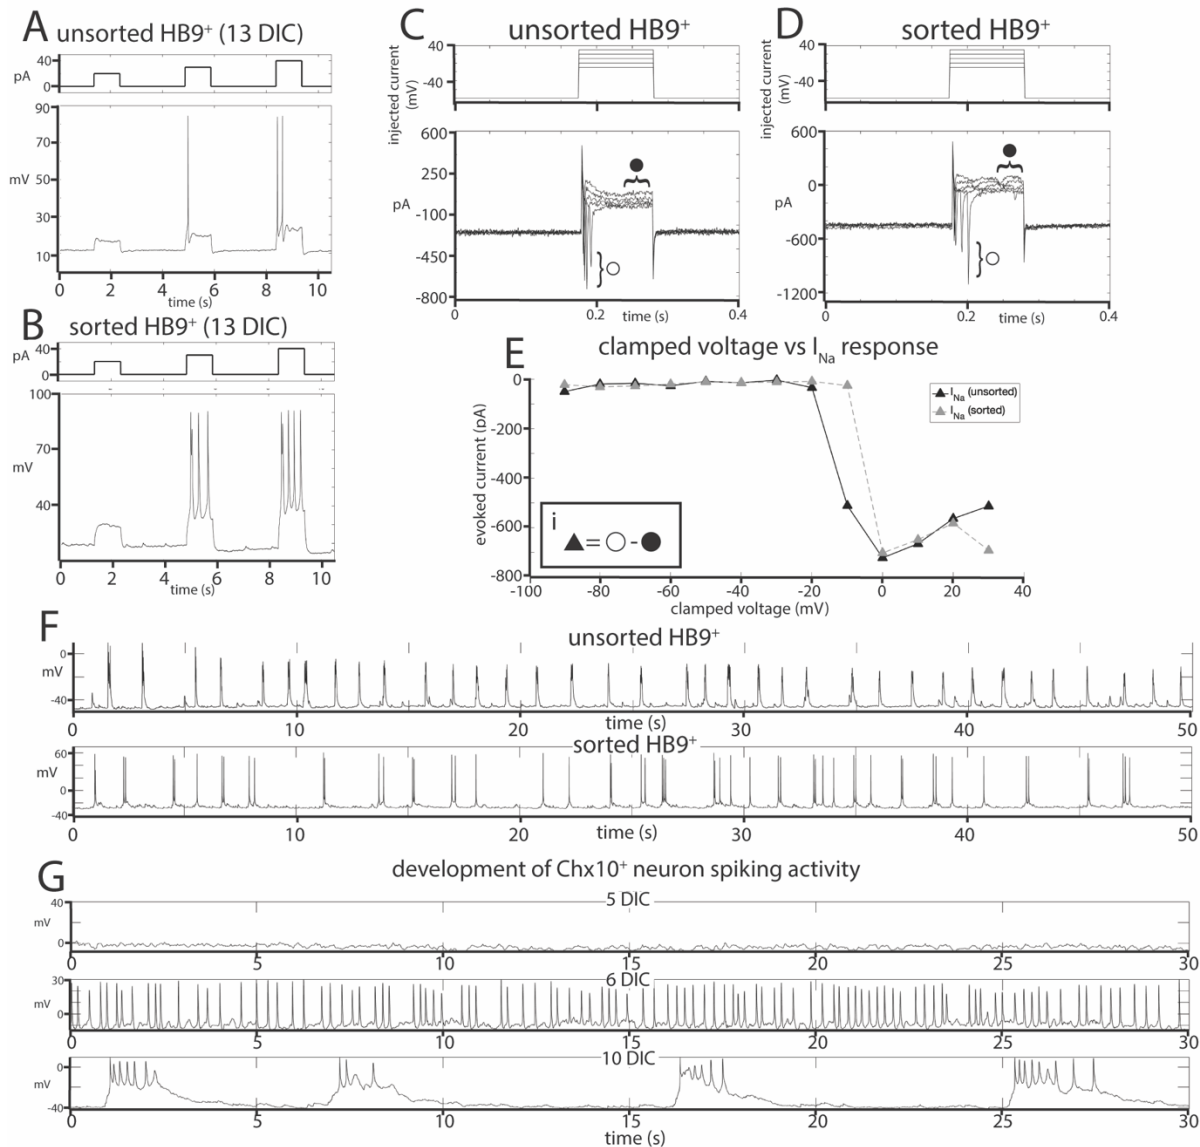 A
unsorted HB9⁺ (13 DIC)
40
pA
0
90
70
mV
50
30
10
0 2 4 6 8 10
time (s)
B
sorted HB9⁺ (13 DIC)
40
pA
0
100
70
mV
40
0 2 4 6 8 10
time (s)
C
unsorted HB9⁺
injected current
(mV)
40
-40
600
250
pA
-100
-450
-800
0 0.2 0.4
time (s)
D
sorted HB9⁺
injected current
(mV)
40
-40
600
0
pA
-600
-1200
0 0.2 0.4
time (s)
E
clamped voltage vs I_Na response
evoked current (pA)
0
-200
-400
-600
-800
-100 -80 -60 -40 -20 0 20 40
clamped voltage (mV)
I_Na (unsorted)
I_Na (sorted)
i
▲=○-●
F
unsorted HB9⁺
0
mV
-40
0 10 20 30 40 50
time (s)
sorted HB9⁺
60
mV
0
-40
0 10 20 30 40 50
time (s)
G
development of Chx10⁺ neuron spiking activity
5 DIC
40
mV
0
0 5 10 15 20 25 30
6 DIC
30
mV
0
0 5 10 15 20 25 30
10 DIC
0
mV
-40
0 5 10 15 20 25 30
time (s)